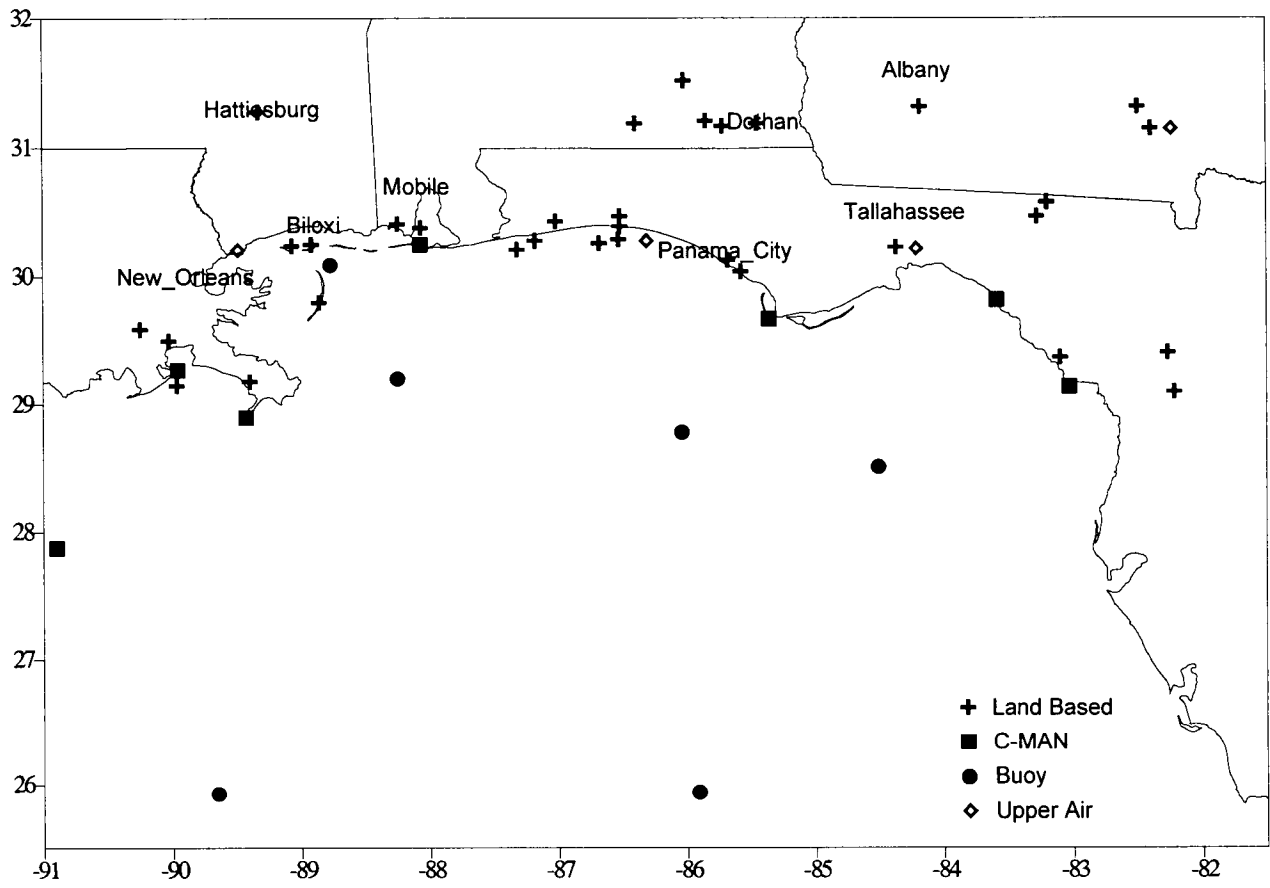 32
Albany
Hattiesburg
Dothan
31
Mobile
Tallahassee
Biloxi
Panama_City
New_Orleans
30
29
28
27
Land Based
C-MAN
Buoy
26
Upper Air
-91 -90 -89 -88 -87 -86 -85 -84 -83 -82